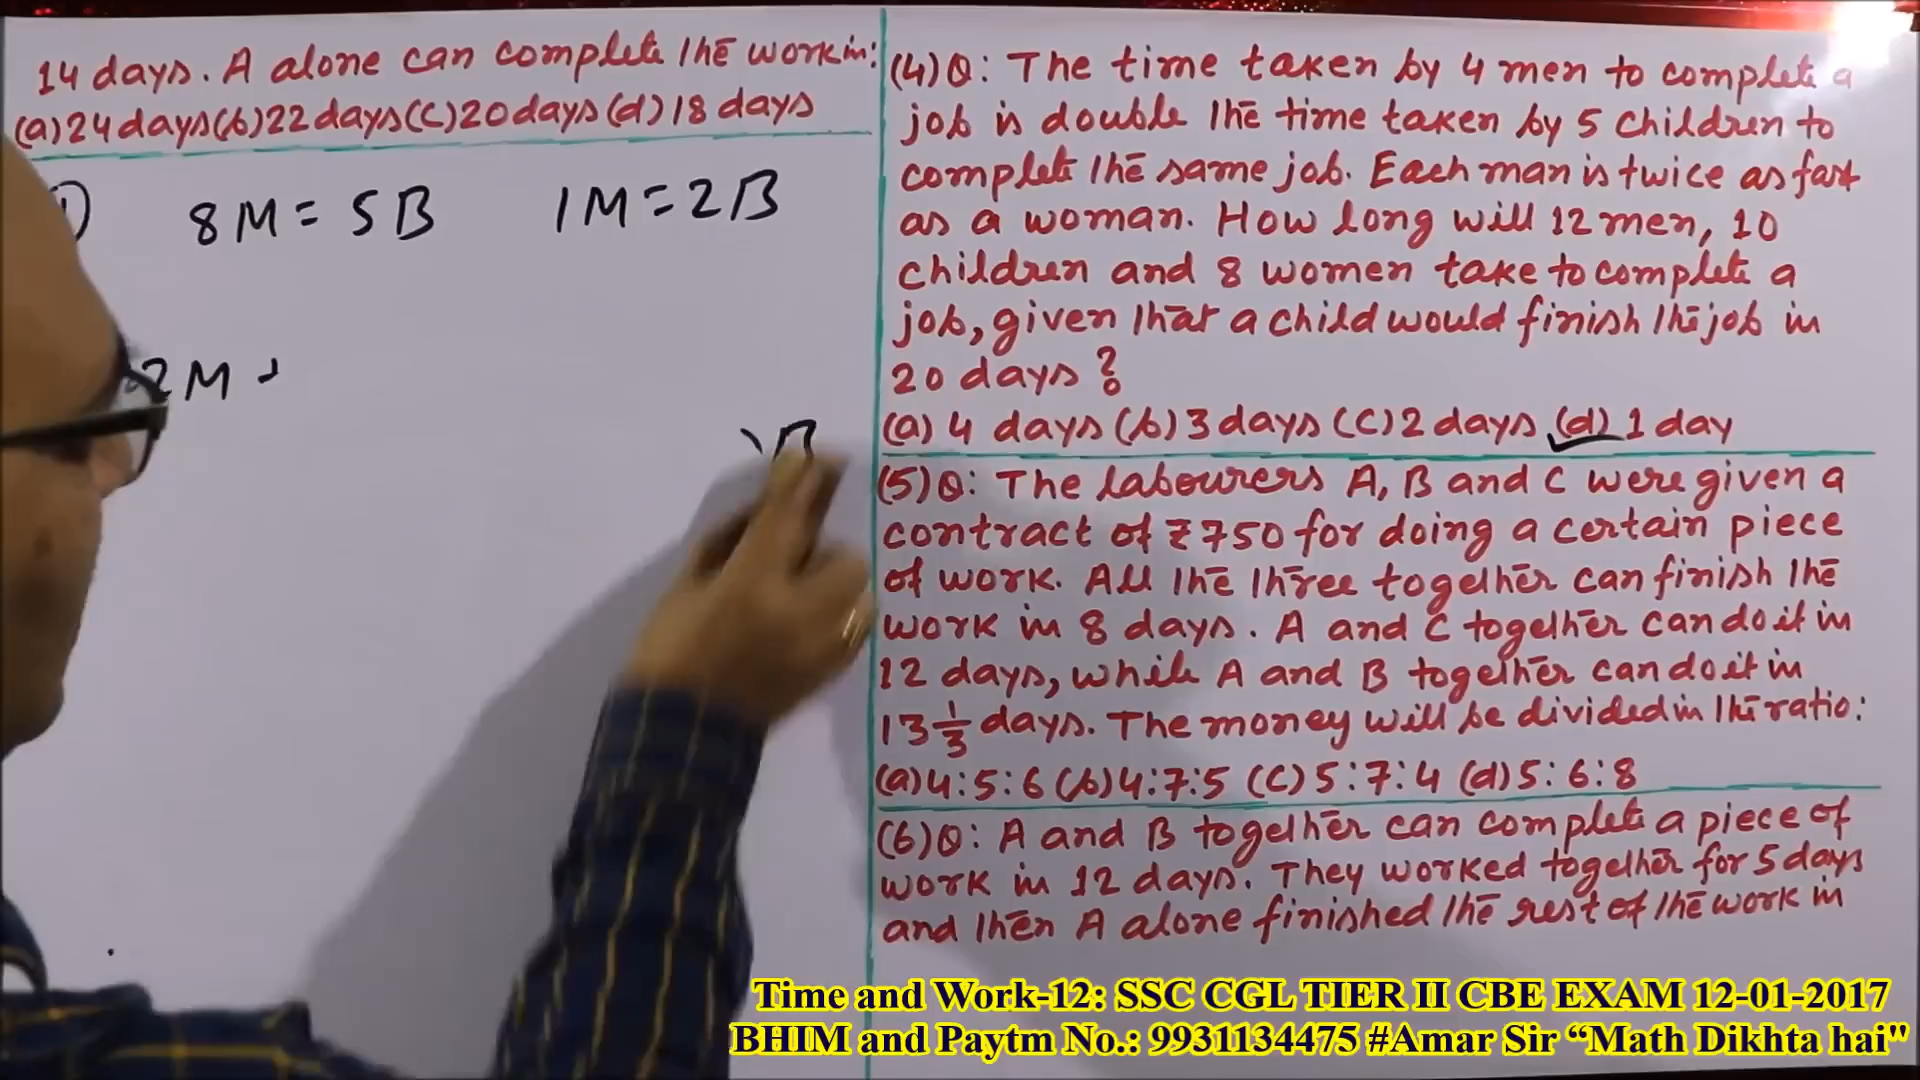 14 days. A alone can complete the work in:
(a) 24 days (b) 22 days (c) 20 days (d) 18 days
8M = 5B 1M = 2B
2M +
B
(4) Q: The time taken by 4 men to complete a
job is double the time taken by 5 children to
complete the same job. Each man is twice as fast
as a woman. How long will 12 men, 10
children and 8 women take to complete a
job, given that a child would finish the job in
20 days?
(a) 4 days (b) 3 days (c) 2 days (d) 1 day
(5) Q: The labourers A, B and C were given a
contract of ₹750 for doing a certain piece
of work. All the three together can finish the
work in 8 days. A and C together can do it in
12 days, while A and B together can do it in
13 1/3 days. The money will be divided in the ratio:
(a) 4:5:6 (b) 4:7:5 (c) 5:7:4 (d) 5:6:8
(6) Q: A and B together can complete a piece of
work in 12 days. They worked together for 5 days
and then A alone finished the rest of the work in
Time and Work-12: SSC CGL TIER II CBE EXAM 12-01-2017
BHIM and Paytm No.: 9931134475 #Amar Sir “Math Dikhta hai"